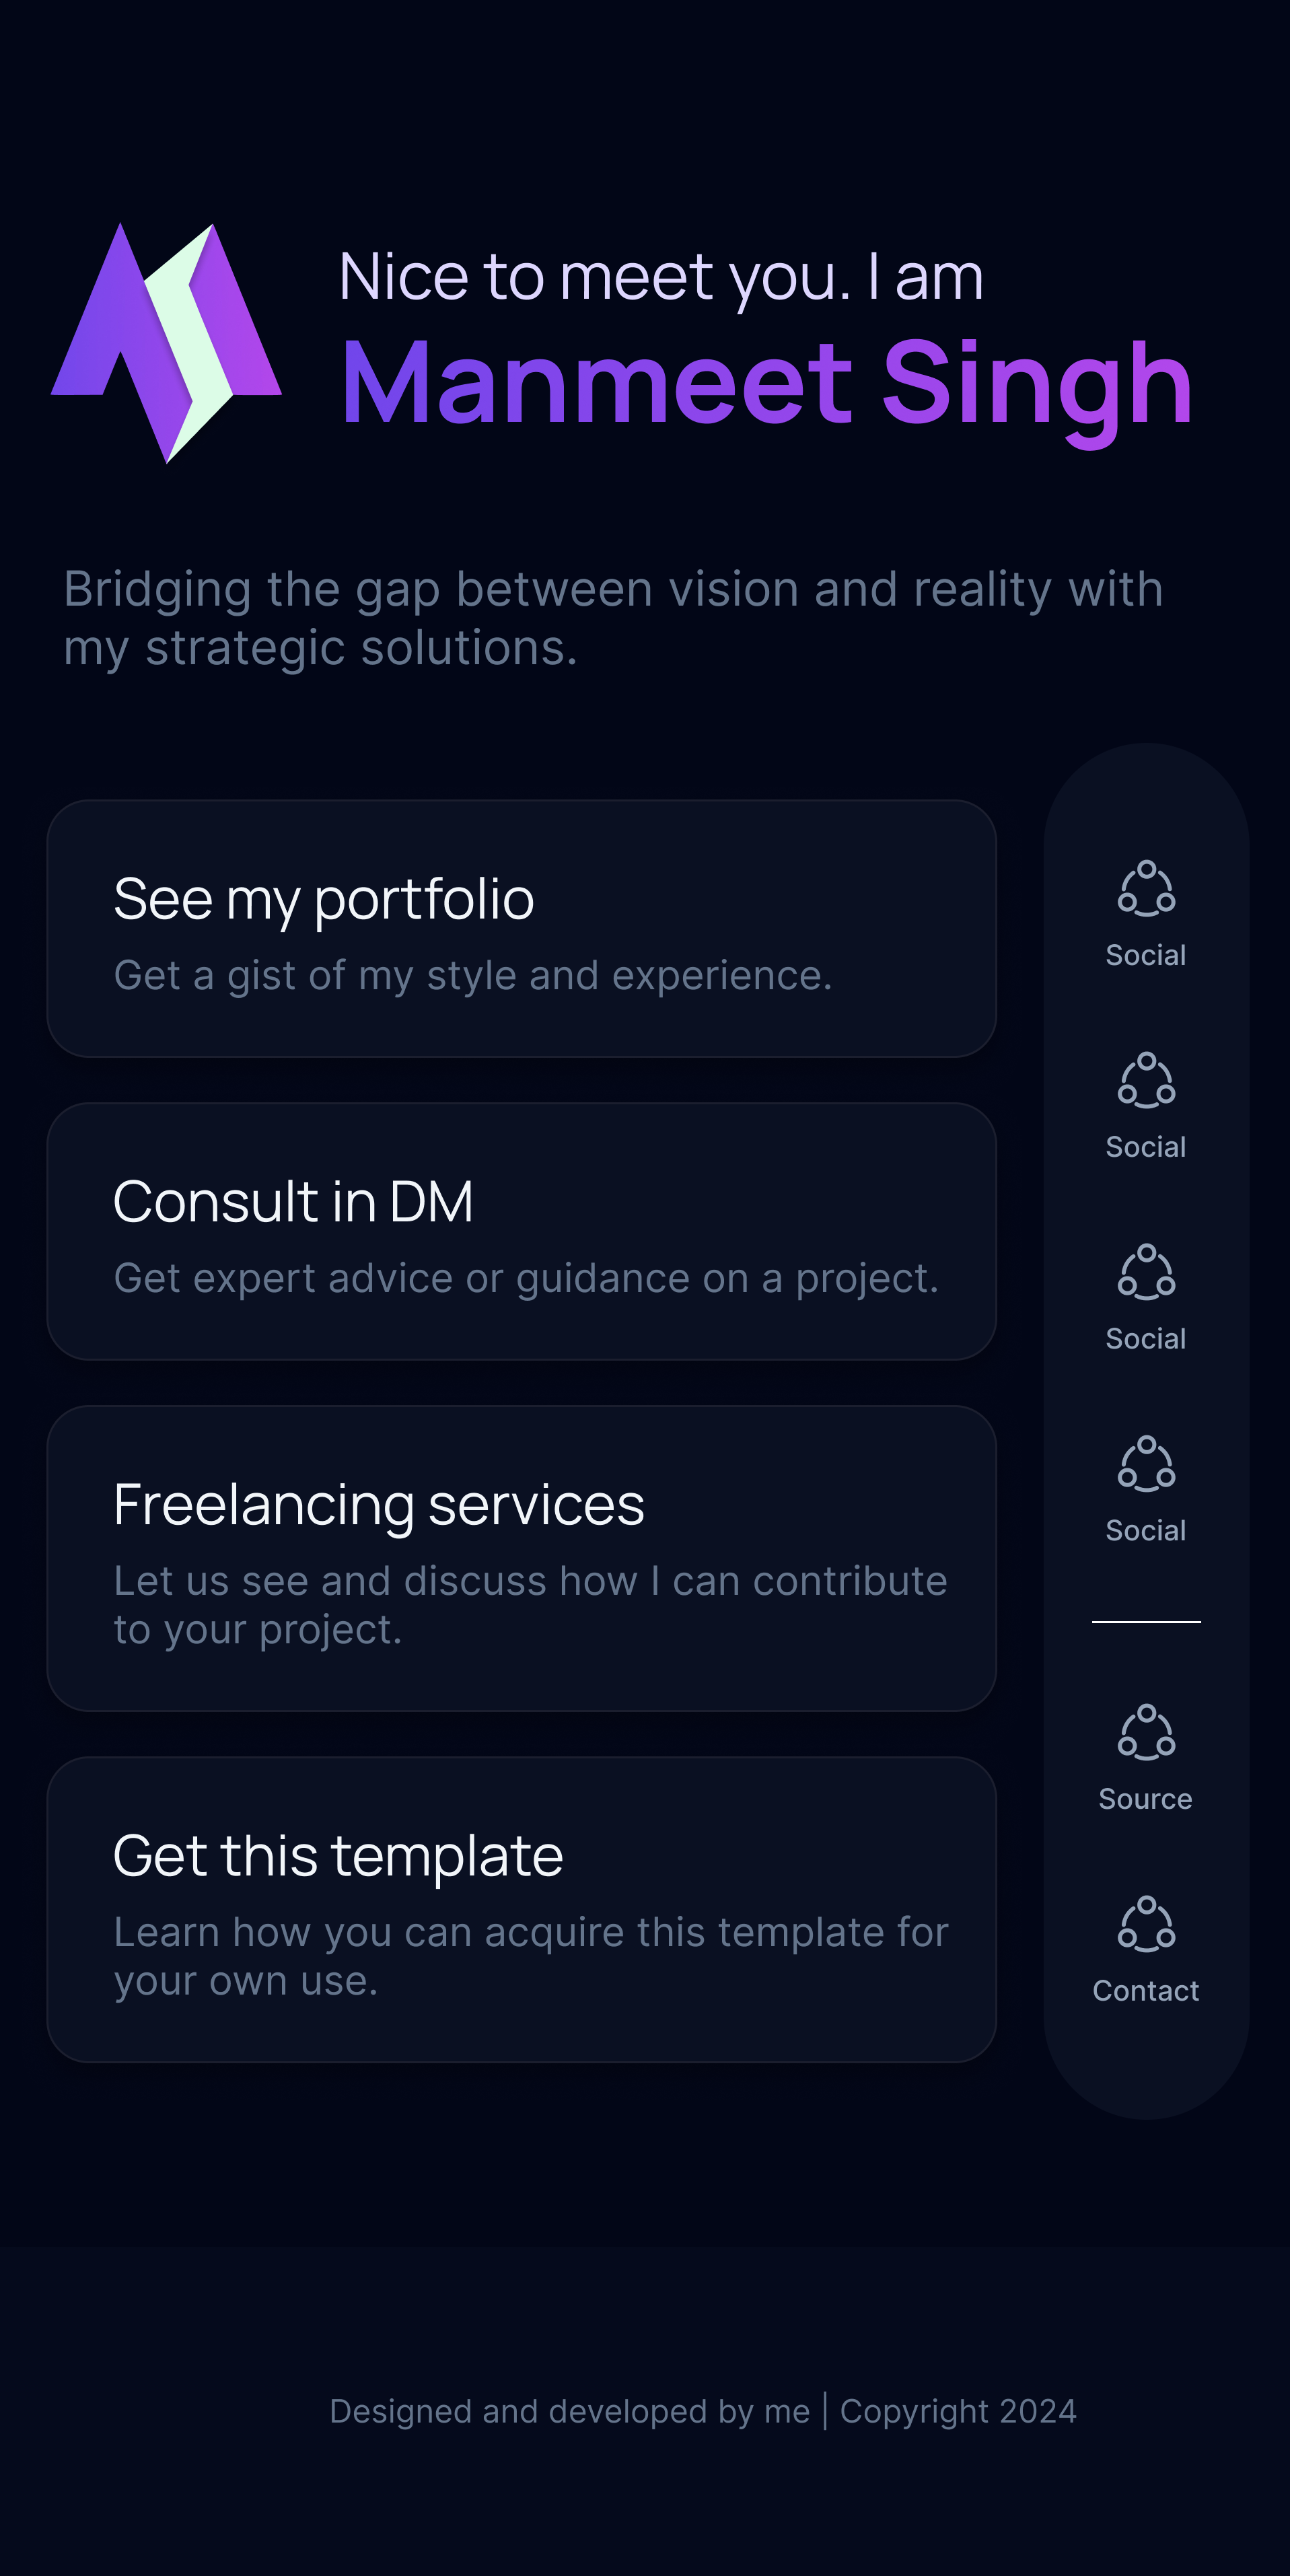 Nice to meet you. I am
Manmeet Singh
Bridging the gap between vision and reality with
my strategic solutions.
See my portfolio
Get a gist of my style and experience.
Consult in DM
Get expert advice or guidance on a project.
Freelancing services
Let us see and discuss how I can contribute
to your project.
Get this template
Learn how you can acquire this template for
your own use.
Social
Social
Social
Social
Source
Contact
Designed and developed by me | Copyright 2024